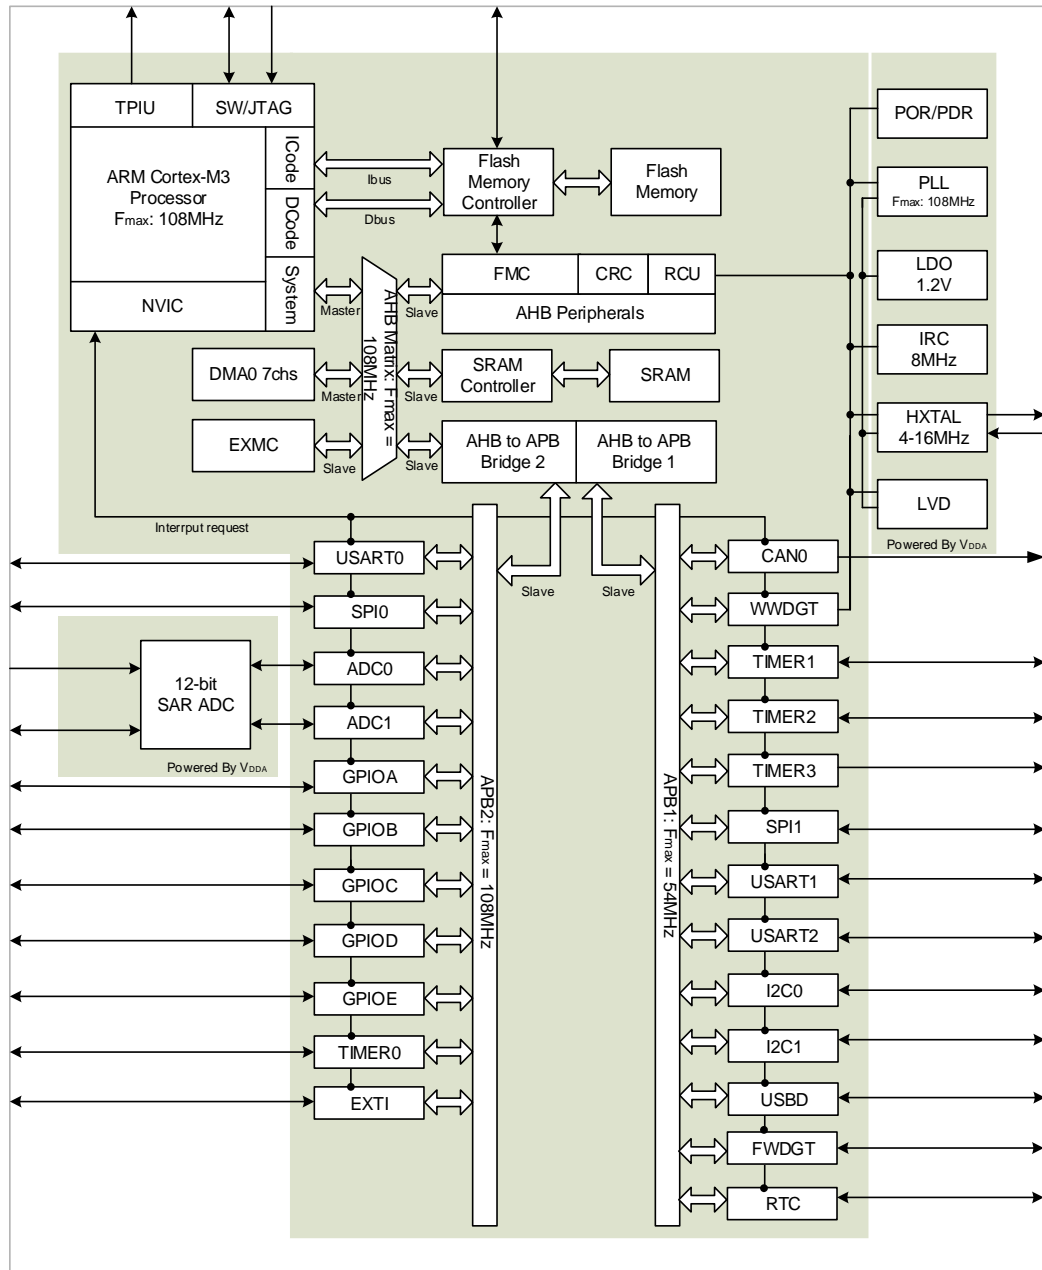 TPIU
SW/JTAG
POR/PDR
ICode
ARM Cortex-M3
Processor
Fmax: 108MHz
Ibus
Flash
Memory
Controller
Flash
Memory
PLL
Fmax: 108MHz
DCode
Dbus
FMC
CRC
RCU
LDO
1.2V
System
NVIC
Master
Slave
AHB Peripherals
AHB Matrix: Fmax =
108MHz
IRC
8MHz
DMA0 7chs
Master
Slave
SRAM
Controller
SRAM
HXTAL
4-16MHz
EXMC
Slave
Slave
AHB to APB
Bridge 2
AHB to APB
Bridge 1
LVD
Interrput request
Powered By VDDA
USART0
CAN0
Slave
Slave
SPI0
WWDGT
12-bit
SAR ADC
ADC0
TIMER1
ADC1
TIMER2
Powered By VDDA
GPIOA
TIMER3
APB2: Fmax = 108MHz
APB1: Fmax = 54MHz
GPIOB
SPI1
GPIOC
USART1
GPIOD
USART2
GPIOE
I2C0
TIMER0
I2C1
EXTI
USBD
FWDGT
RTC